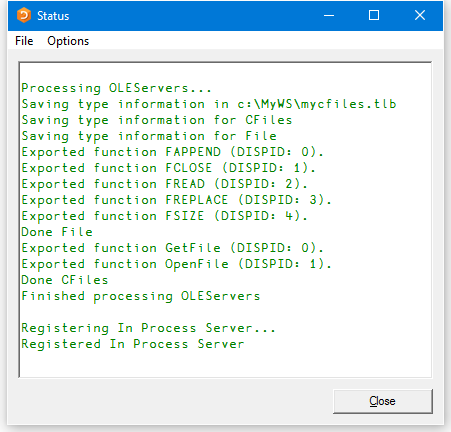 Status
File Options
Processing OLEServers...
Saving type information in c:\MyWS\mycfiles.tlb
Saving type information for CFiles
Saving type information for File
Exported function FAPPEND (DISPID: 0).
Exported function FCLOSE (DISPID: 1).
Exported function FREAD (DISPID: 2).
Exported function FREPLACE (DISPID: 3).
Exported function FSIZE (DISPID: 4).
Done File
Exported function GetFile (DISPID: 0).
Exported function OpenFile (DISPID: 1).
Done CFiles
Finished processing OLEServers
Registering In Process Server...
Registered In Process Server
Close